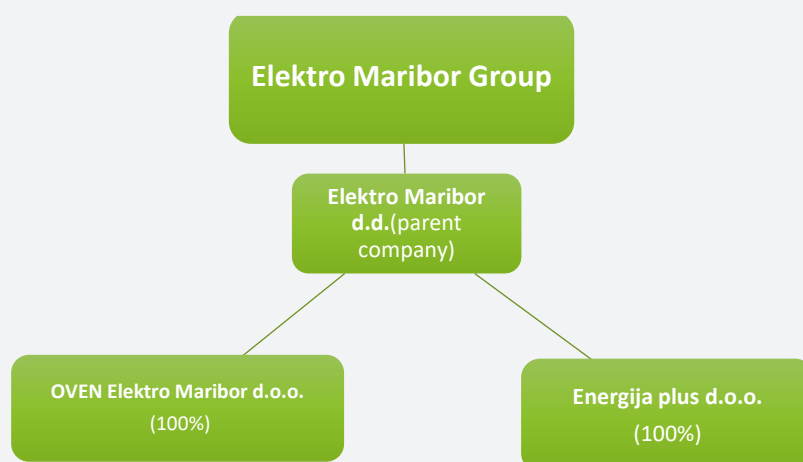 Elektro Maribor Group
Elektro Maribor
d.d.(parent
company)
OVEN Elektro Maribor d.o.o.
(100%)
Energija plus d.o.o.
(100%)